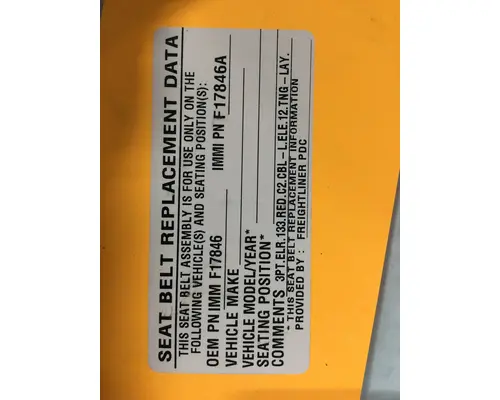 SEAT BELT REPLACEMENT DATA
THIS SEAT BELT ASSEMBLY IS FOR USE ONLY ON THE
FOLLOWING VEHICLE(S) AND SEATING POSITION(S):
OEM PN IMM F17846 IMMI PN F17846A
VEHICLE MAKE
VEHICLE MODEL/YEAR*
SEATING POSITION*
COMMENTS 3PT.ELR.133.RED.C2.CBL-L.ELE.12.TNG-LAY.
* THIS SEAT BELT REPLACEMENT INFORMATION
PROVIDED BY: FREIGHTLINER PDC